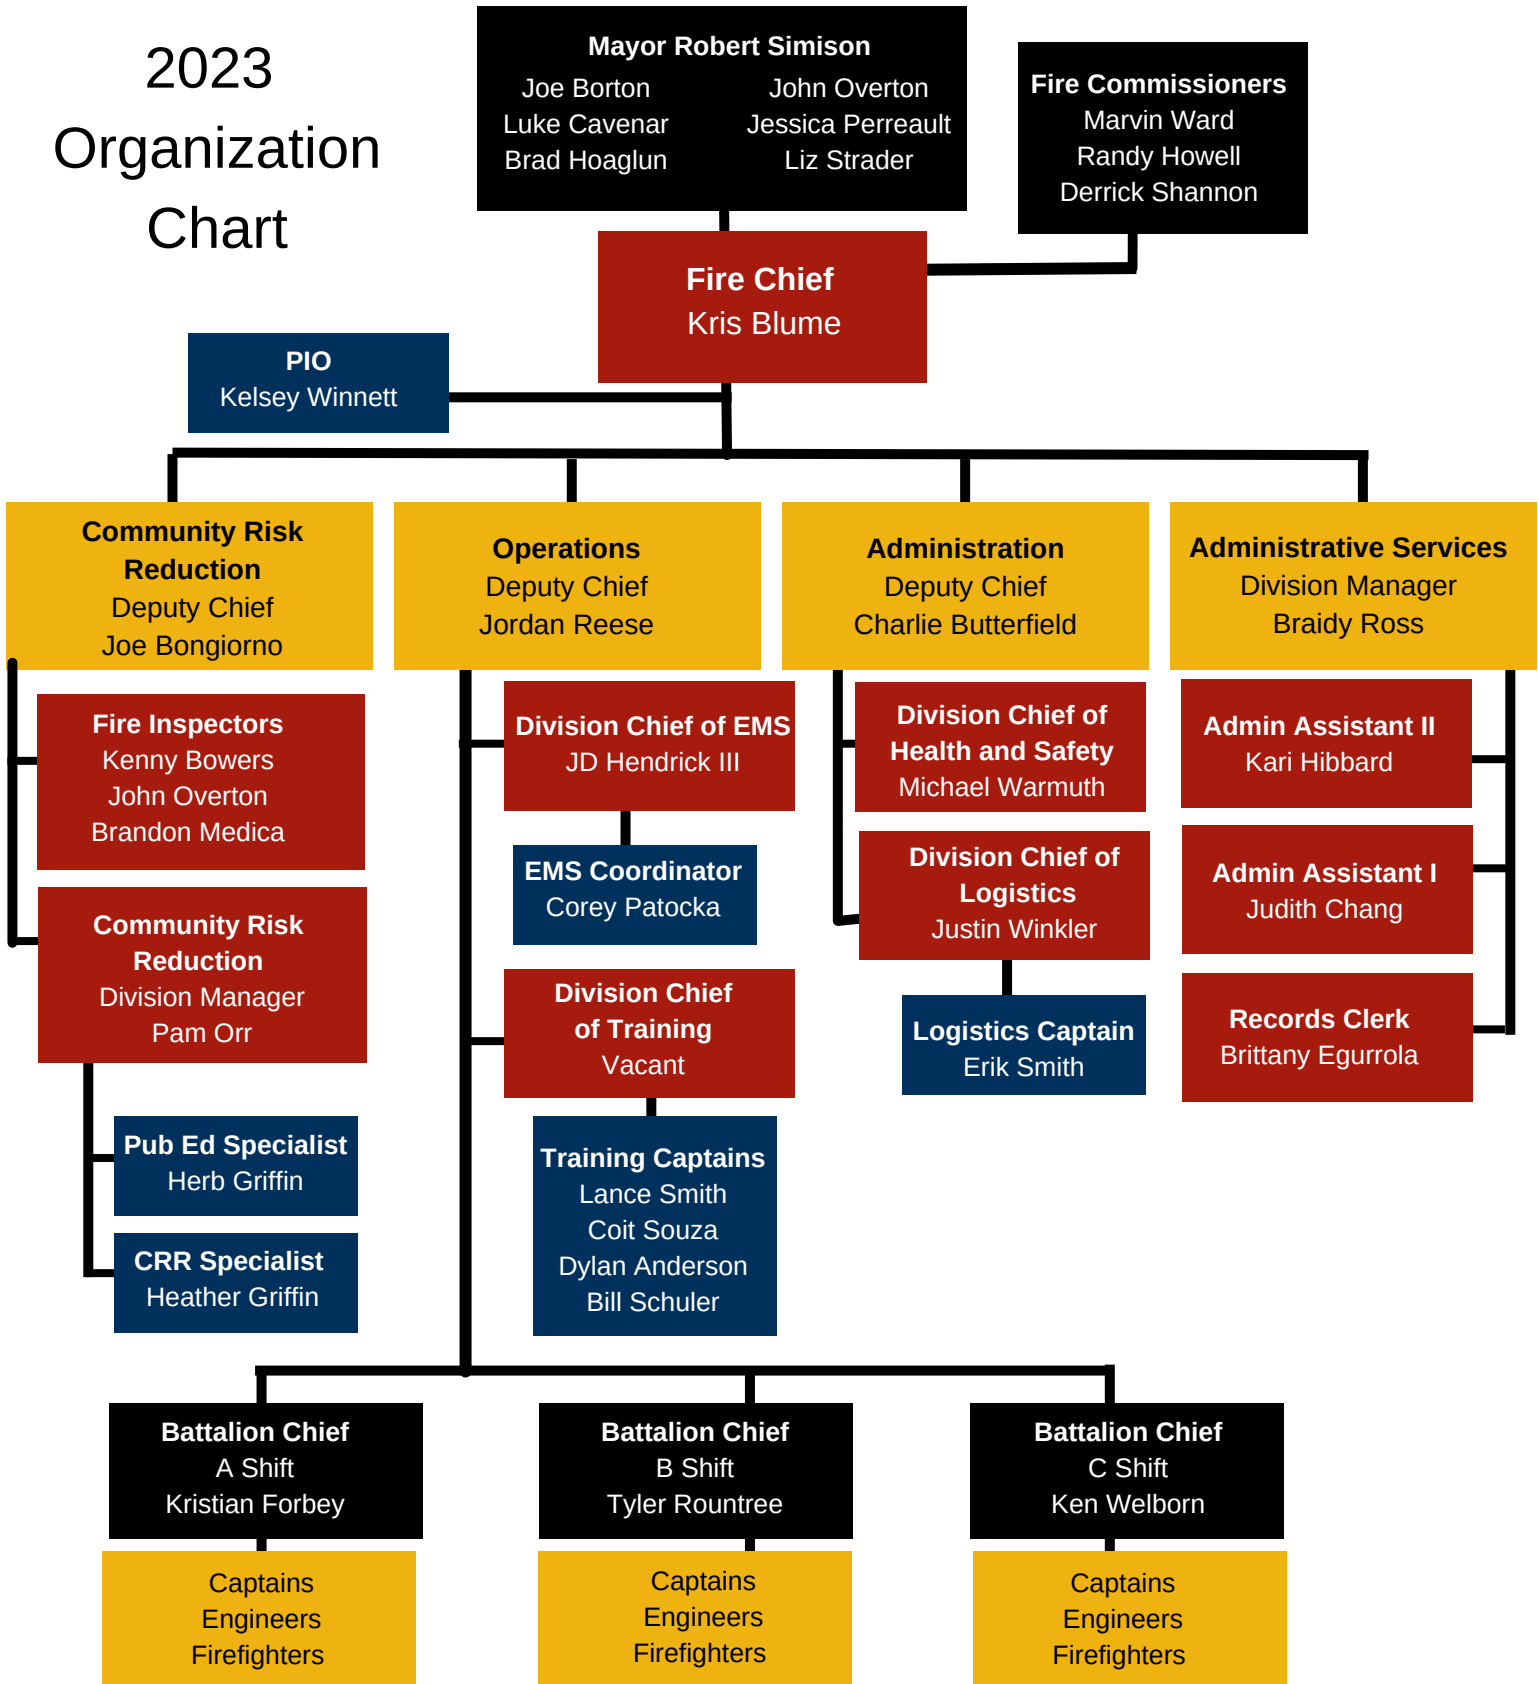 2023
Organization
Chart
Mayor Robert Simison
Joe Borton
Luke Cavenar
Brad Hoaglun
John Overton
Jessica Perreault
Liz Strader
Fire Commissioners
Marvin Ward
Randy Howell
Derrick Shannon
Fire Chief
Kris Blume
PIO
Kelsey Winnett
Community Risk
Reduction
Deputy Chief
Joe Bongiorno
Operations
Deputy Chief
Jordan Reese
Administration
Deputy Chief
Charlie Butterfield
Administrative Services
Division Manager
Braidy Ross
Fire Inspectors
Kenny Bowers
John Overton
Brandon Medica
Community Risk
Reduction
Division Manager
Pam Orr
Pub Ed Specialist
Herb Griffin
CRR Specialist
Heather Griffin
Division Chief of EMS
JD Hendrick III
EMS Coordinator
Corey Patocka
Division Chief
of Training
Vacant
Training Captains
Lance Smith
Coit Souza
Dylan Anderson
Bill Schuler
Division Chief of
Health and Safety
Michael Warmuth
Division Chief of
Logistics
Justin Winkler
Logistics Captain
Erik Smith
Admin Assistant II
Kari Hibbard
Admin Assistant I
Judith Chang
Records Clerk
Brittany Egurrola
Battalion Chief
A Shift
Kristian Forbey
Battalion Chief
B Shift
Tyler Rountree
Battalion Chief
C Shift
Ken Welborn
Captains
Engineers
Firefighters
Captains
Engineers
Firefighters
Captains
Engineers
Firefighters